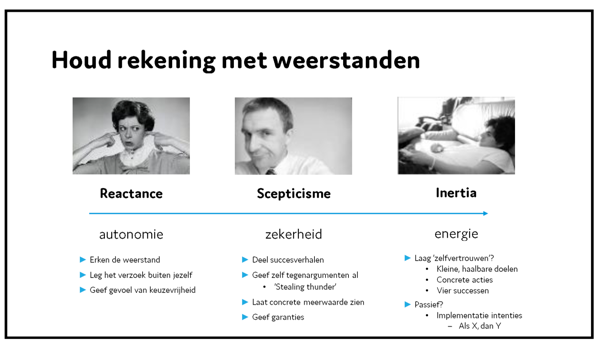 Houd rekening met weerstanden
Reactance
autonomie
Erken de weerstand
Leg het verzoek buiten jezelf
Geef gevoel van keuzevrijheid
Scepticisme
zekerheid
Deel succesverhalen
Geef zelf tegenargumenten al
'Stealing thunder'
Laat concrete meerwaarde zien
Geef garanties
Inertia
energie
Laag 'zelfvertrouwen'?
Kleine, haalbare doelen
Concrete acties
Vier successen
Passief?
Implementatie intenties
Als X, dan Y